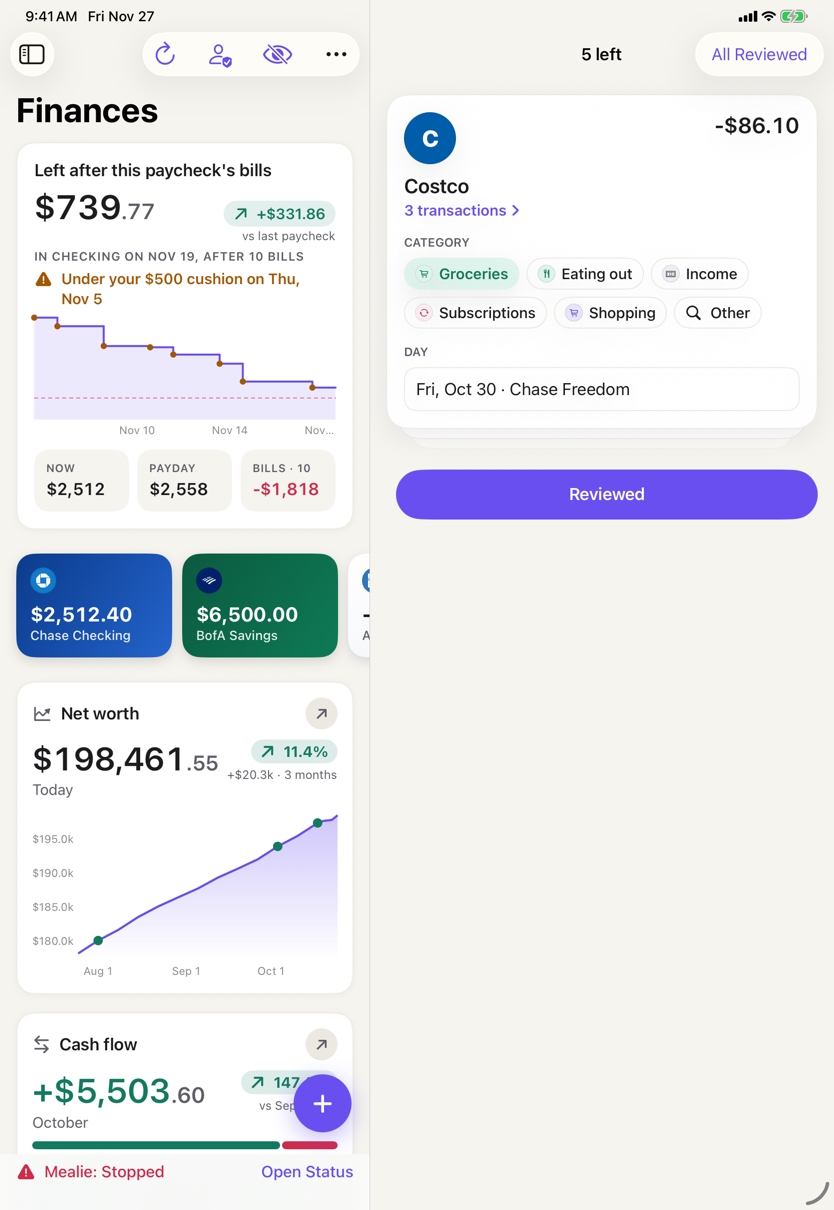 9:41 AM Fri Nov 27
Finances
Left after this paycheck's bills
$739.77
+$331.86
vs last paycheck
IN CHECKING ON NOV 19, AFTER 10 BILLS
Under your $500 cushion on Thu,
Nov 5
Nov 10 Nov 14 Nov...
NOW
$2,512
PAYDAY
$2,558
BILLS · 10
-$1,818
$2,512.40
Chase Checking
$6,500.00
BofA Savings
Net worth
$198,461.55
11.4%
+$20.3k · 3 months
Today
$195.0k
$190.0k
$185.0k
$180.0k
Aug 1 Sep 1 Oct 1
Cash flow
+$5,503.60
147
vs Sep
October
Mealie: Stopped
Open Status
5 left
All Reviewed
C
-$86.10
Costco
3 transactions
CATEGORY
Groceries Eating out Income
Subscriptions Shopping Other
DAY
Fri, Oct 30 · Chase Freedom
Reviewed